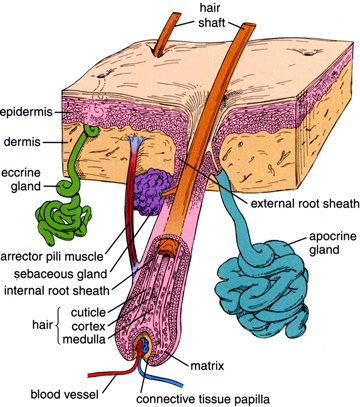 hair
shaft
epidermis
dermis
eccrine
gland
external root sheath
apocrine
gland
arrector pili muscle
sebaceous gland
internal root sheath
cuticle
hair
cortex
medulla
matrix
blood vessel
connective tissue papilla